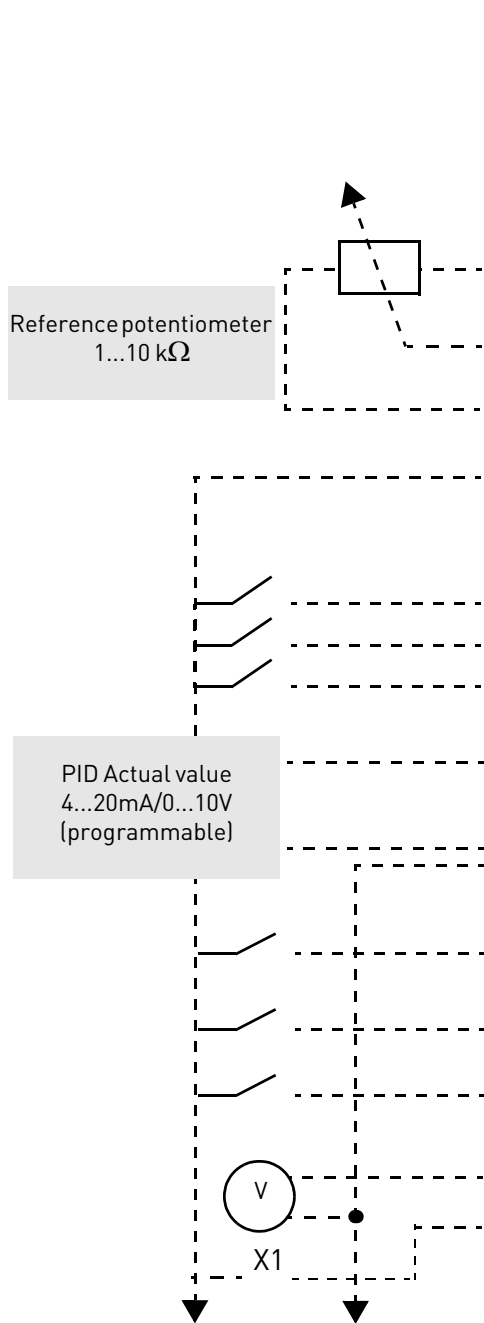 Reference potentiometer
1...10 kΩ
PID Actual value
4...20mA/0...10V
(programmable)
V
X1